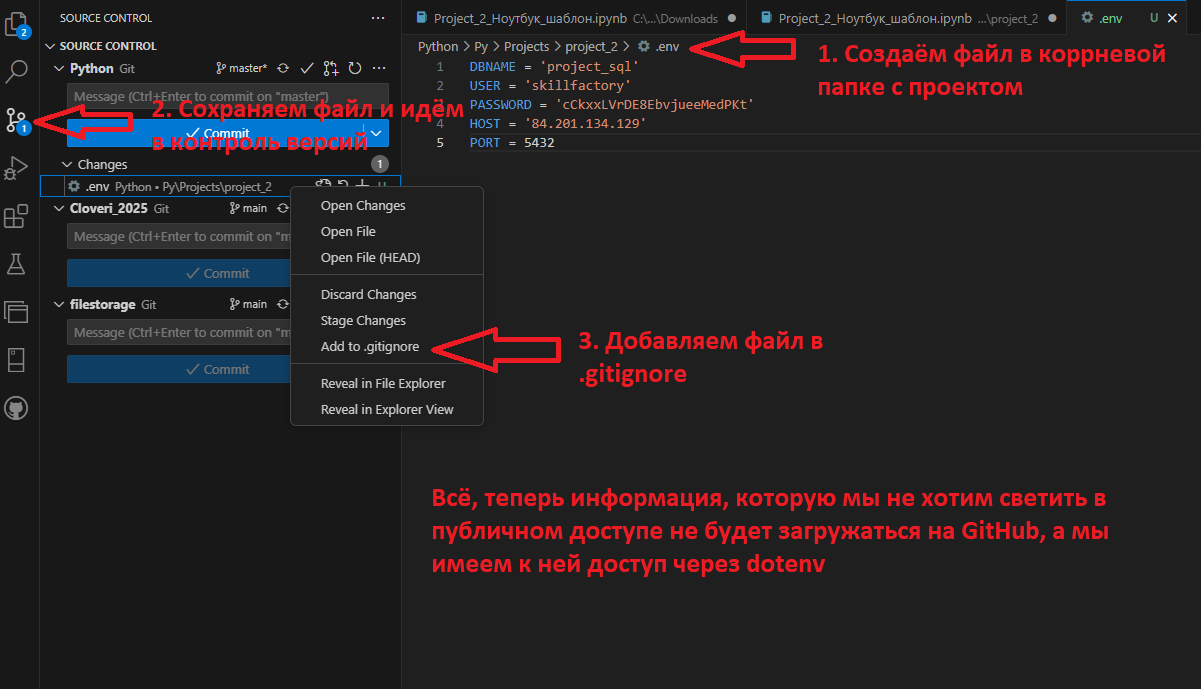 SOURCE CONTROL
SOURCE CONTROL
Python Git master*
Message (Ctrl+Enter to commit on "master")
Commit
Changes 1
.env Python • Py\Projects\project_2 U
Cloveri_2025 Git main
Message (Ctrl+Enter to commit on "m
Commit
filestorage Git main
Message (Ctrl+Enter to commit on "m
Commit
2
1
Project_2_Ноутбук_шаблон.ipynb C:\...\Downloads
Project_2_Ноутбук_шаблон.ipynb ...\project_2
.env U
Python > Py > Projects > project_2 > .env
1 DBNAME = 'project_sql'
2 USER = 'skillfactory'
3 PASSWORD = 'cCkxxLVrDE8EbvjueeMedPKt'
4 HOST = '84.201.134.129'
5 PORT = 5432
Open Changes
Open File
Open File (HEAD)
Discard Changes
Stage Changes
Add to .gitignore
Reveal in File Explorer
Reveal in Explorer View
1. Создаём файл в коррневой
папке с проектом
2. Сохраняем файл и идём
в контроль версий
3. Добавляем файл в
.gitignore
Всё, теперь информация, которую мы не хотим светить в
публичном доступе не будет загружаться на GitHub, а мы
имеем к ней доступ через dotenv